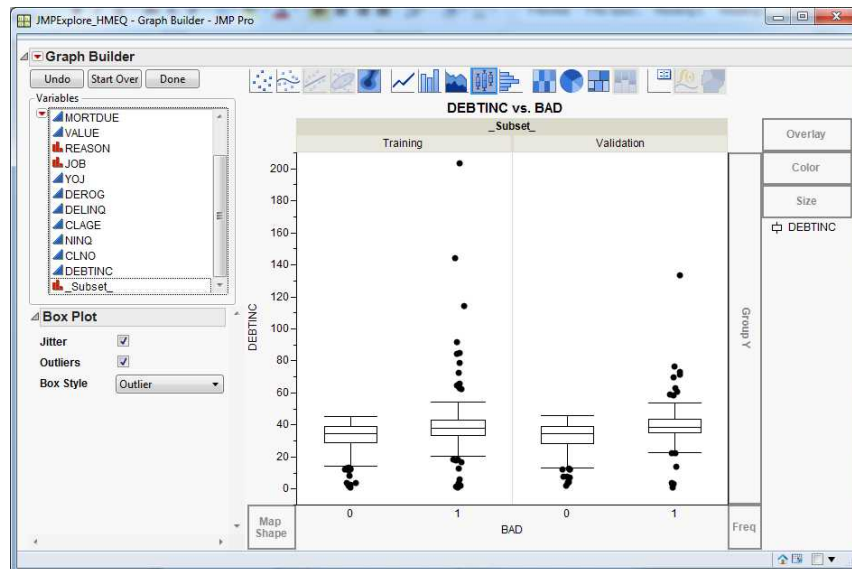 JMPExplore_HMEQ - Graph Builder - JMP Pro
Graph Builder
Undo
Start Over
Done
Variables
MORTDUE
VALUE
REASON
JOB
YOJ
DEROG
DELINQ
CLAGE
NINQ
CLNO
DEBTINC
_Subset_
Box Plot
Jitter
Outliers
Box Style
Outlier
DEBTINC vs. BAD
_Subset_
Training
Validation
200
180
160
140
120
100
80
60
40
20
0
DEBTINC
0
1
0
1
BAD
Map
Shape
Group Y
Freq
Overlay
Color
Size
DEBTINC